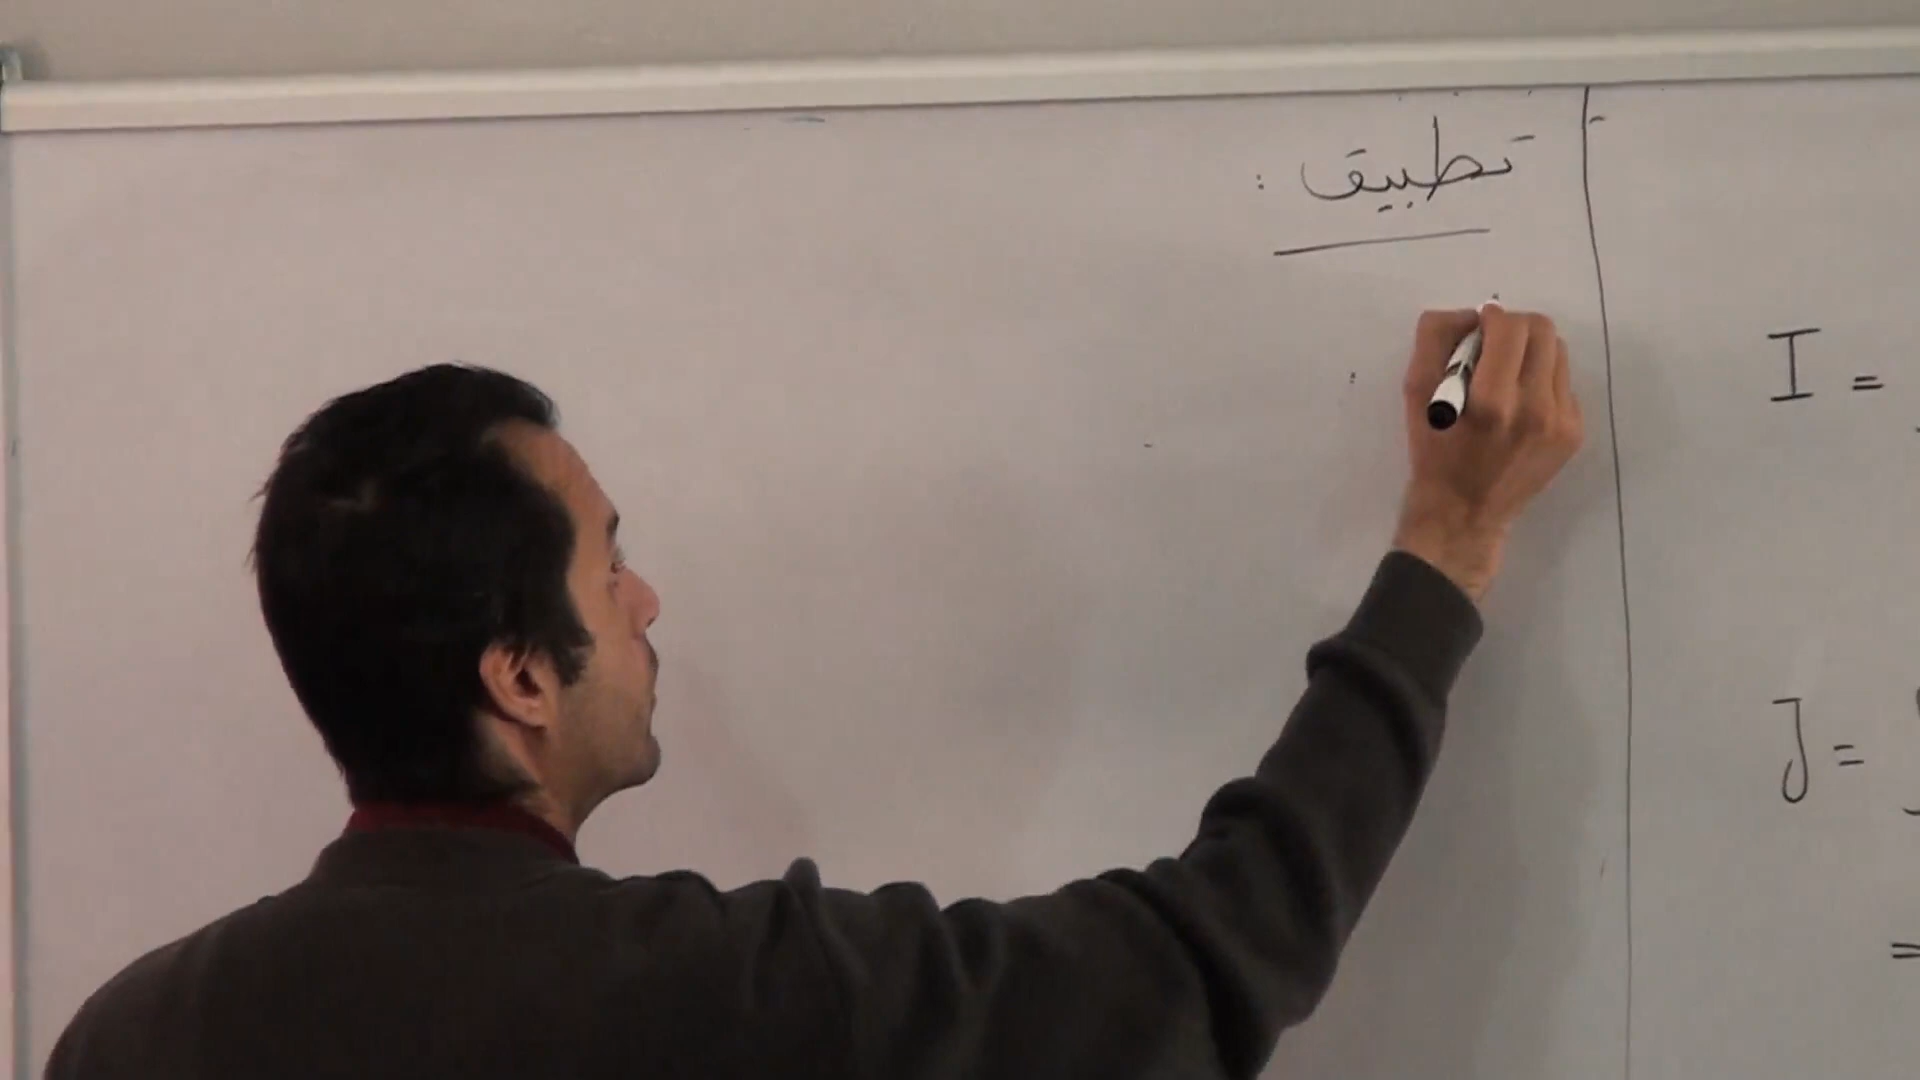 تطبيق :
I =
J =
=